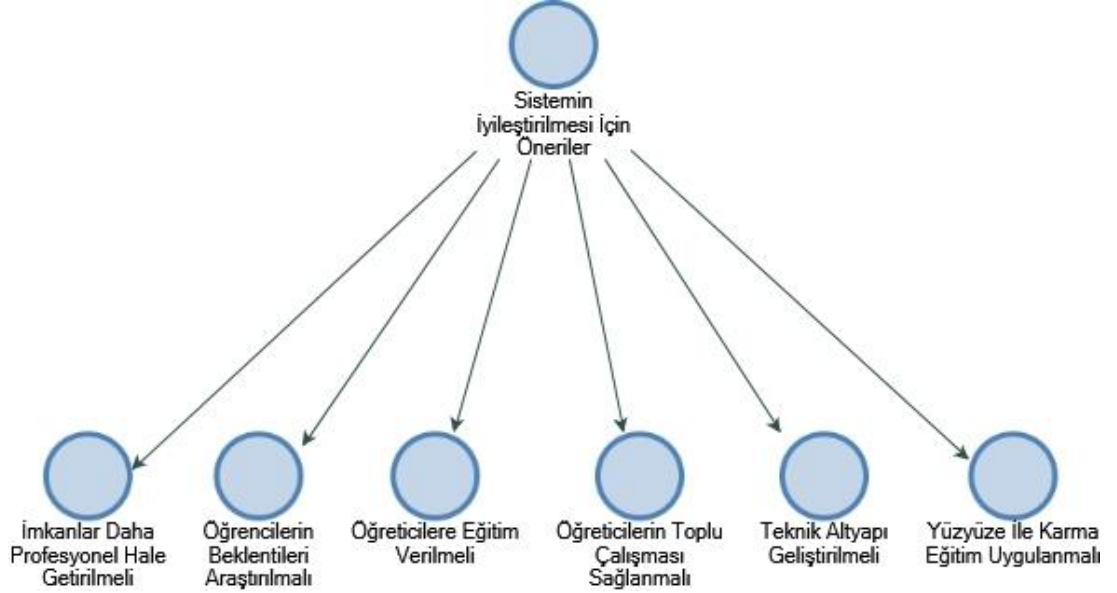 Sistemin
İyileştirilmesi İçin
Öneriler
İmkanlar Daha
Profesyonel Hale
Getirilmeli
Öğrencilerin
Beklentileri
Araştırılmalı
Öğreticilere Eğitim
Verilmeli
Öğreticilerin Toplu
Çalışması
Sağlanmalı
Teknik Altyapı
Geliştirilmeli
Yüzyüze İle Karma
Eğitim Uygulanmalı